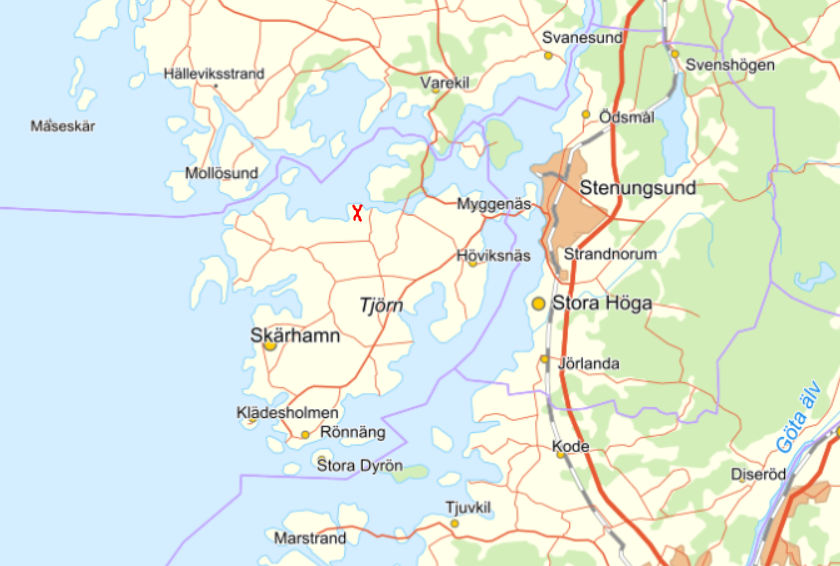 Svanesund
Svenshögen
Hälleviksstrand
Varekil
Måseskär
Ödsmål
Mollösund
Stenungsund
Myggenäs
Höviksnäs
Strandnorum
Tjörn
Stora Höga
Skärhamn
Jörlanda
Klädesholmen
Rönnäng
Göta älv
Kode
Stora Dyrön
Diseröd
Tjuvkil
Marstrand